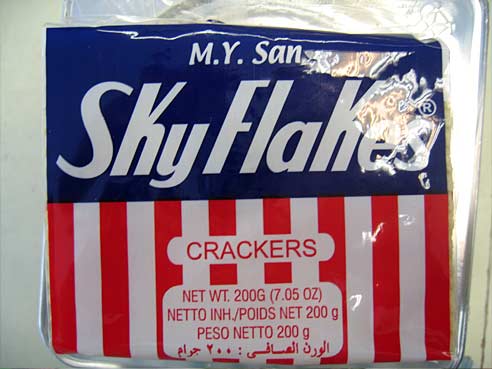 M.Y. San
SkyFlakes®
CRACKERS
NET WT. 200G (7.05 OZ)
NETTO INH./POIDS NET 200 g
PESO NETTO 200 g
الوزن الصافي : ٢٠٠ جرام